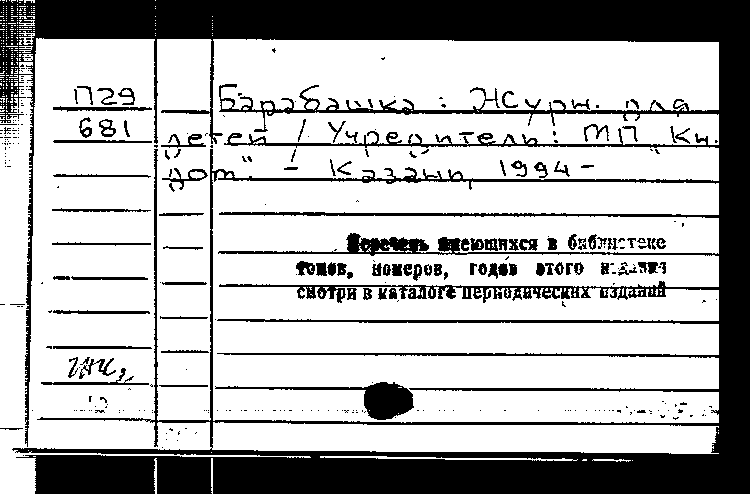 П29
681
Барабашка : Журн. для
детей / Учредитель: МП „Кн.
дом". – Казань, 1994 –
Перечень имеющихся в библиотеке
томов, номеров, годов этого издания
смотри в каталоге периодических изданий